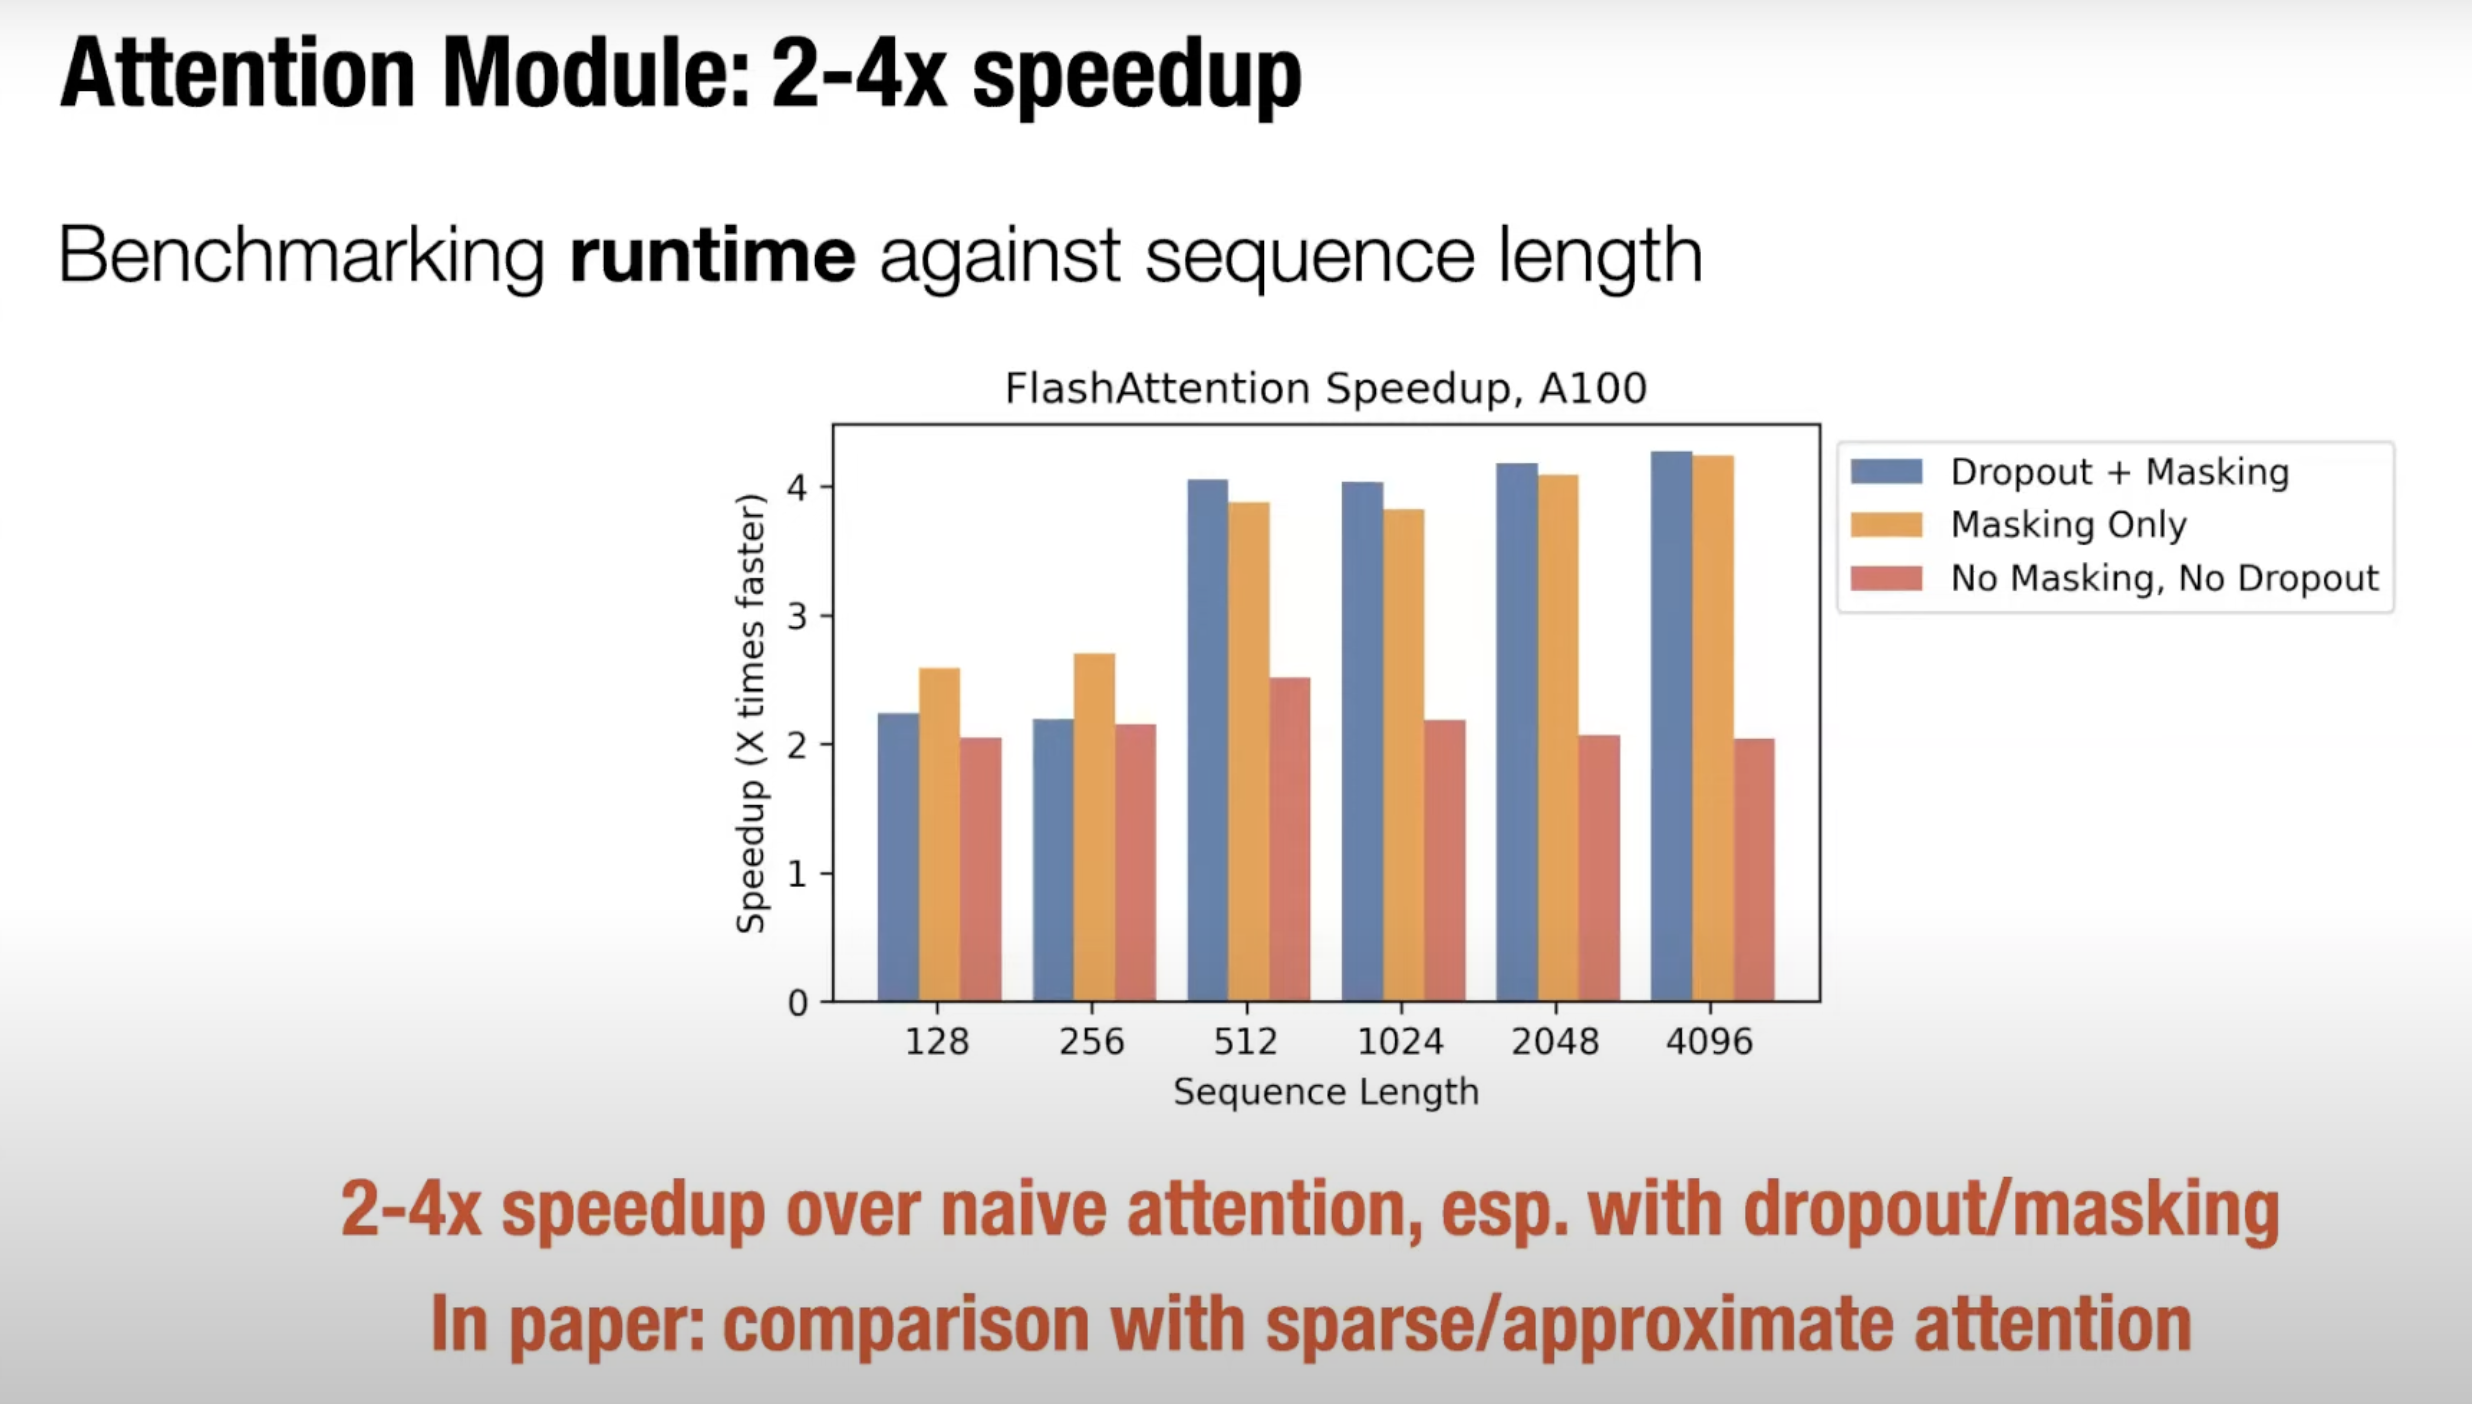 Attention Module: 2-4x speedup
Benchmarking runtime against sequence length
FlashAttention Speedup, A100
Speedup (X times faster)
4
3
2
1
0
128 256 512 1024 2048 4096
Sequence Length
Dropout + Masking
Masking Only
No Masking, No Dropout
2-4x speedup over naive attention, esp. with dropout/masking
In paper: comparison with sparse/approximate attention